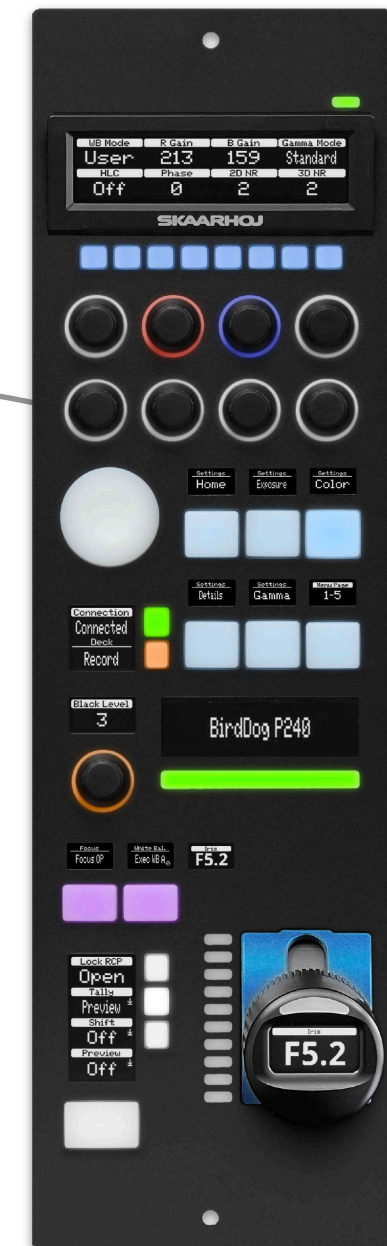 WB Mode R Gain B Gain Gamma Mode
User 213 159 Standard
HLC Phase 2D NR 3D NR
Off 0 2 2
SKAARHOJ
Settings Settings Settings
Home Exposure Color
Settings Settings Menu Page
Details Gamma 1-5
Connection
Connected
Deck
Record
Black Level
3
BirdDog P240
Focus White Bal. Iris
Focus OP Exec WB A F5.2
Lock RCP
Open
Tally
Preview
Shift
Off
Preview
Off
Iris
F5.2